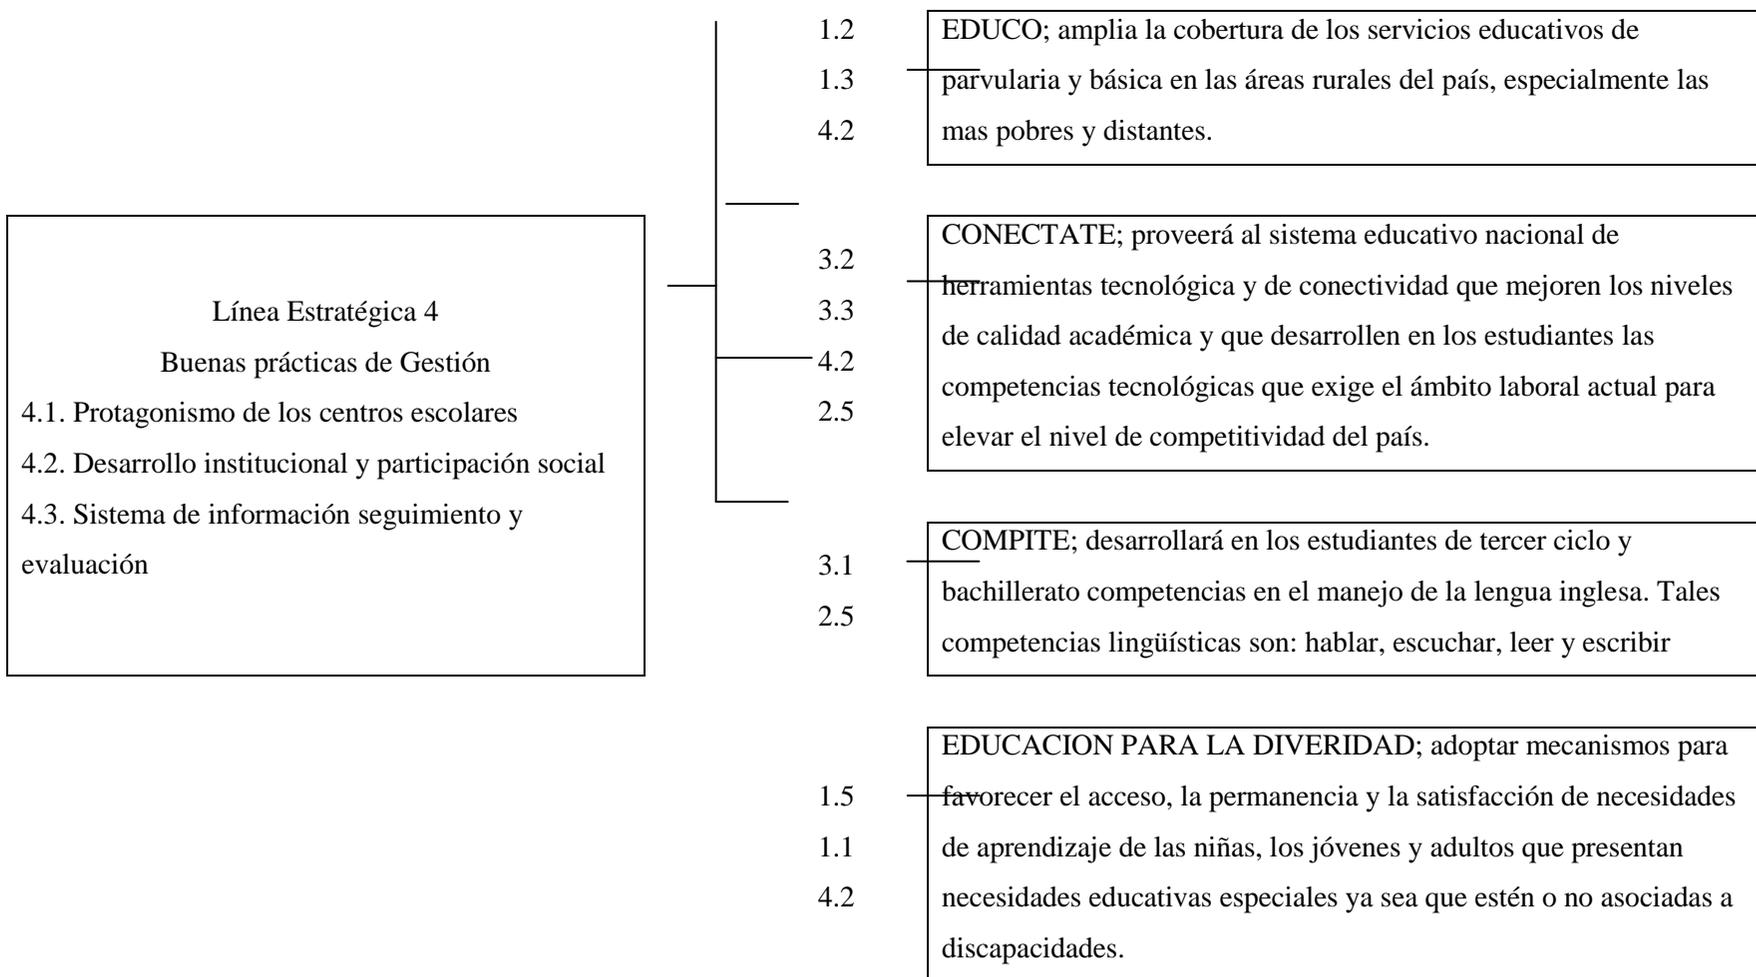 Línea Estratégica 4
Buenas prácticas de Gestión
4.1. Protagonismo de los centros escolares
4.2. Desarrollo institucional y participación social
4.3. Sistema de información seguimiento y
evaluación
1.2
1.3
4.2
EDUCO; amplia la cobertura de los servicios educativos de
parvularia y básica en las áreas rurales del país, especialmente las
mas pobres y distantes.
3.2
3.3
4.2
2.5
CONECTATE; proveerá al sistema educativo nacional de
herramientas tecnológica y de conectividad que mejoren los niveles
de calidad académica y que desarrollen en los estudiantes las
competencias tecnológicas que exige el ámbito laboral actual para
elevar el nivel de competitividad del país.
3.1
2.5
COMPITE; desarrollará en los estudiantes de tercer ciclo y
bachillerato competencias en el manejo de la lengua inglesa. Tales
competencias lingüísticas son: hablar, escuchar, leer y escribir
1.5
1.1
4.2
EDUCACION PARA LA DIVERIDAD; adoptar mecanismos para
favorecer el acceso, la permanencia y la satisfacción de necesidades
de aprendizaje de las niñas, los jóvenes y adultos que presentan
necesidades educativas especiales ya sea que estén o no asociadas a
discapacidades.